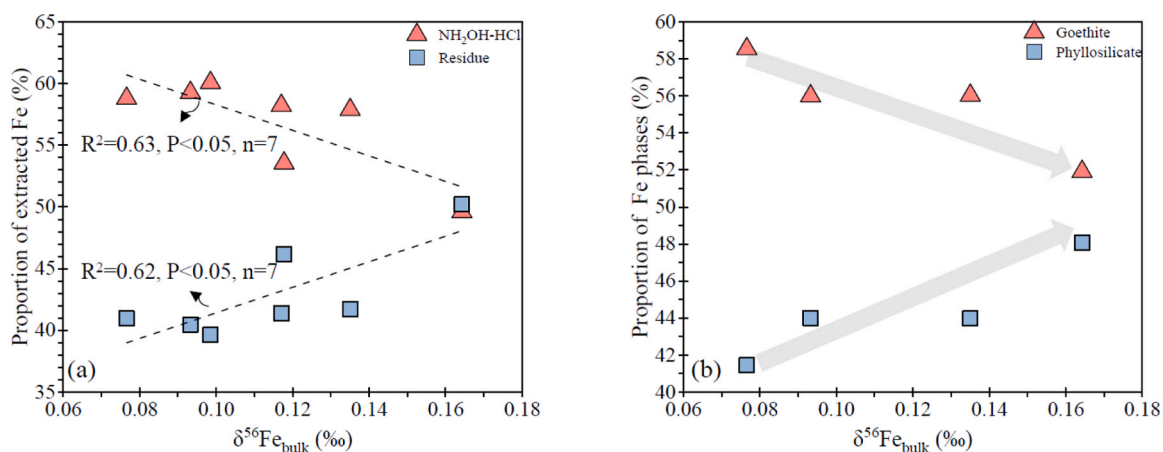 65
60
55
50
45
40
35
Proportion of extracted Fe (%)
NH₂OH-HCl
Residue
R²=0.63, P<0.05, n=7
R²=0.62, P<0.05, n=7
(a)
0.06 0.08 0.10 0.12 0.14 0.16 0.18
δ⁵⁶Fe_bulk (‰)
60
58
56
54
52
50
48
46
44
42
40
Proportion of Fe phases (%)
Goethite
Phyllosilicate
(b)
0.06 0.08 0.10 0.12 0.14 0.16 0.18
δ⁵⁶Fe_bulk (‰)